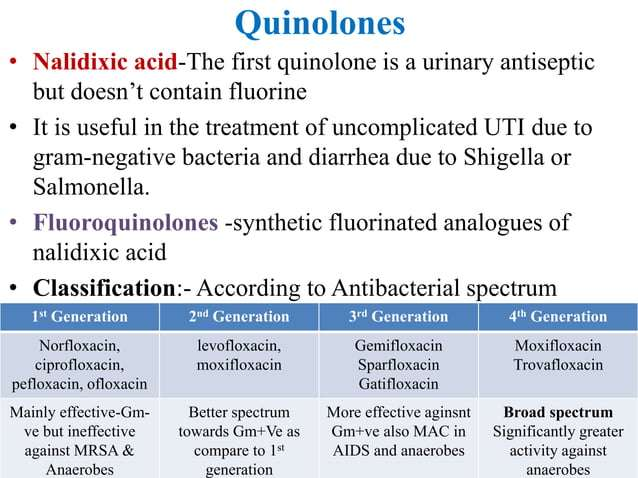 Quinolones
• Nalidixic acid-The first quinolone is a urinary antiseptic
but doesn’t contain fluorine
• It is useful in the treatment of uncomplicated UTI due to
gram-negative bacteria and diarrhea due to Shigella or
Salmonella.
• Fluoroquinolones -synthetic fluorinated analogues of
nalidixic acid
• Classification:- According to Antibacterial spectrum
1st Generation
2nd Generation
3rd Generation
4th Generation
Norfloxacin,
ciprofloxacin,
pefloxacin, ofloxacin
levofloxacin,
moxifloxacin
Gemifloxacin
Sparfloxacin
Gatifloxacin
Moxifloxacin
Trovafloxacin
Mainly effective-Gm-
ve but ineffective
against MRSA &
Anaerobes
Better spectrum
towards Gm+Ve as
compare to 1st
generation
More effective aginsnt
Gm+ve also MAC in
AIDS and anaerobes
Broad spectrum
Significantly greater
activity against
anaerobes